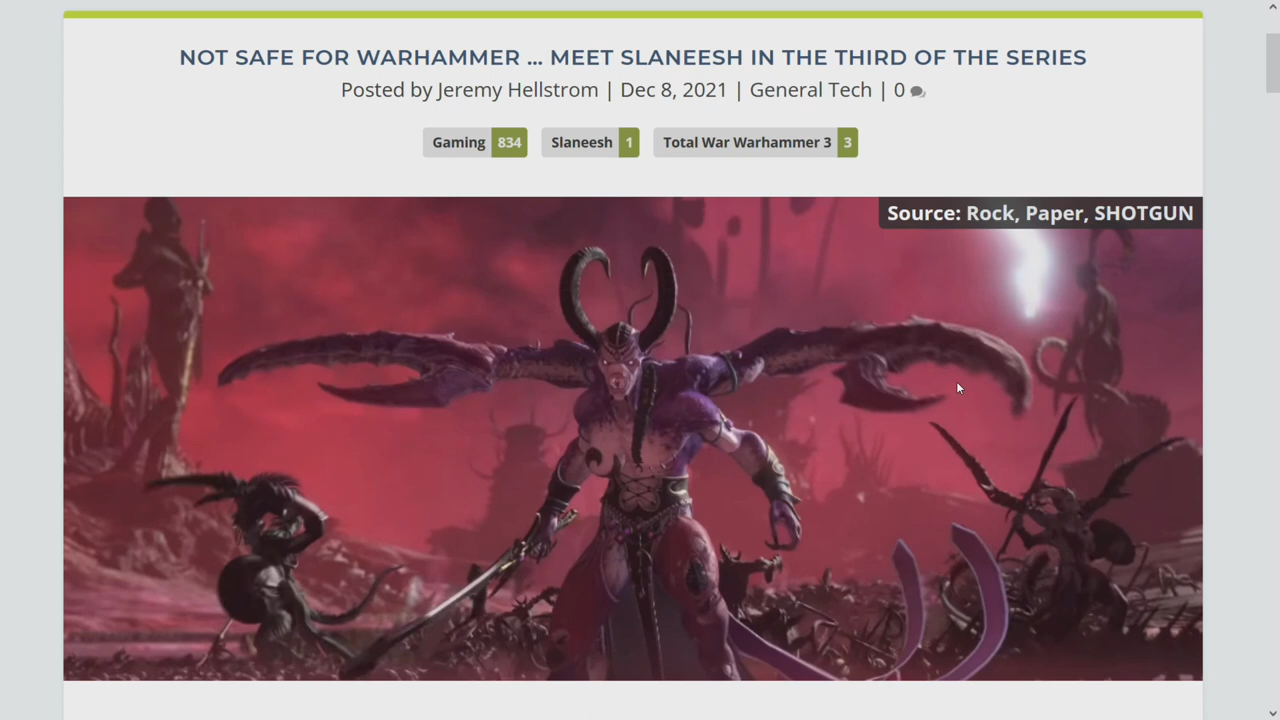 NOT SAFE FOR WARHAMMER … MEET SLANEESH IN THE THIRD OF THE SERIES
Posted by Jeremy Hellstrom | Dec 8, 2021 | General Tech | 0
Gaming 834 Slaneesh 1 Total War Warhammer 3 3
Source: Rock, Paper, SHOTGUN